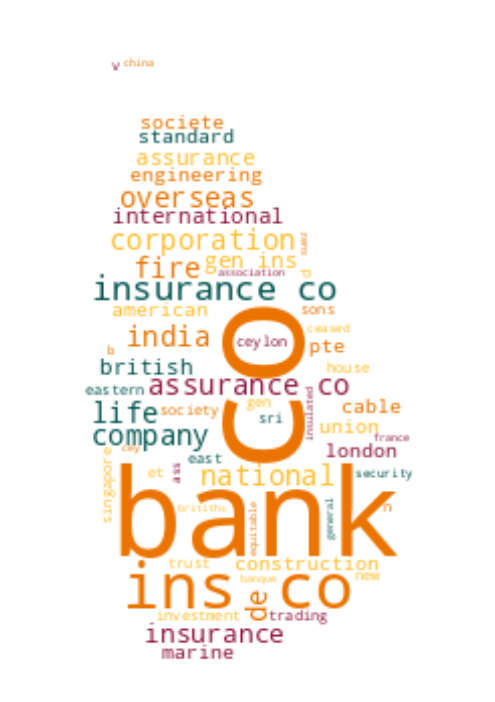 v china
societe
standard
assurance
engineering
overseas
international
corporation
gen ins
fire
association
p
insurance co
american
sons
co
ceylon
ceased
india
pte
b
british
house
eastern
assurance co
insulated
life
society
gen
sri
cable
company
union
france
cey
london
east
singapore
et
ass
national
security
bank
britiths
equitable
general
n
trust
construction
banque
new
ins co
de
investment
trading
insurance
marine